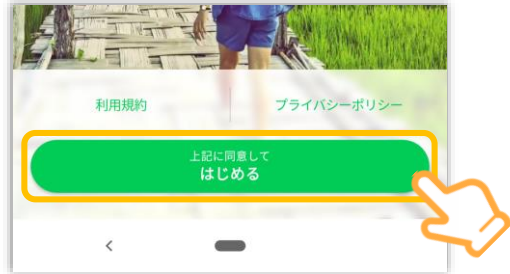 利用規約
プライバシーポリシー
上記に同意して
はじめる